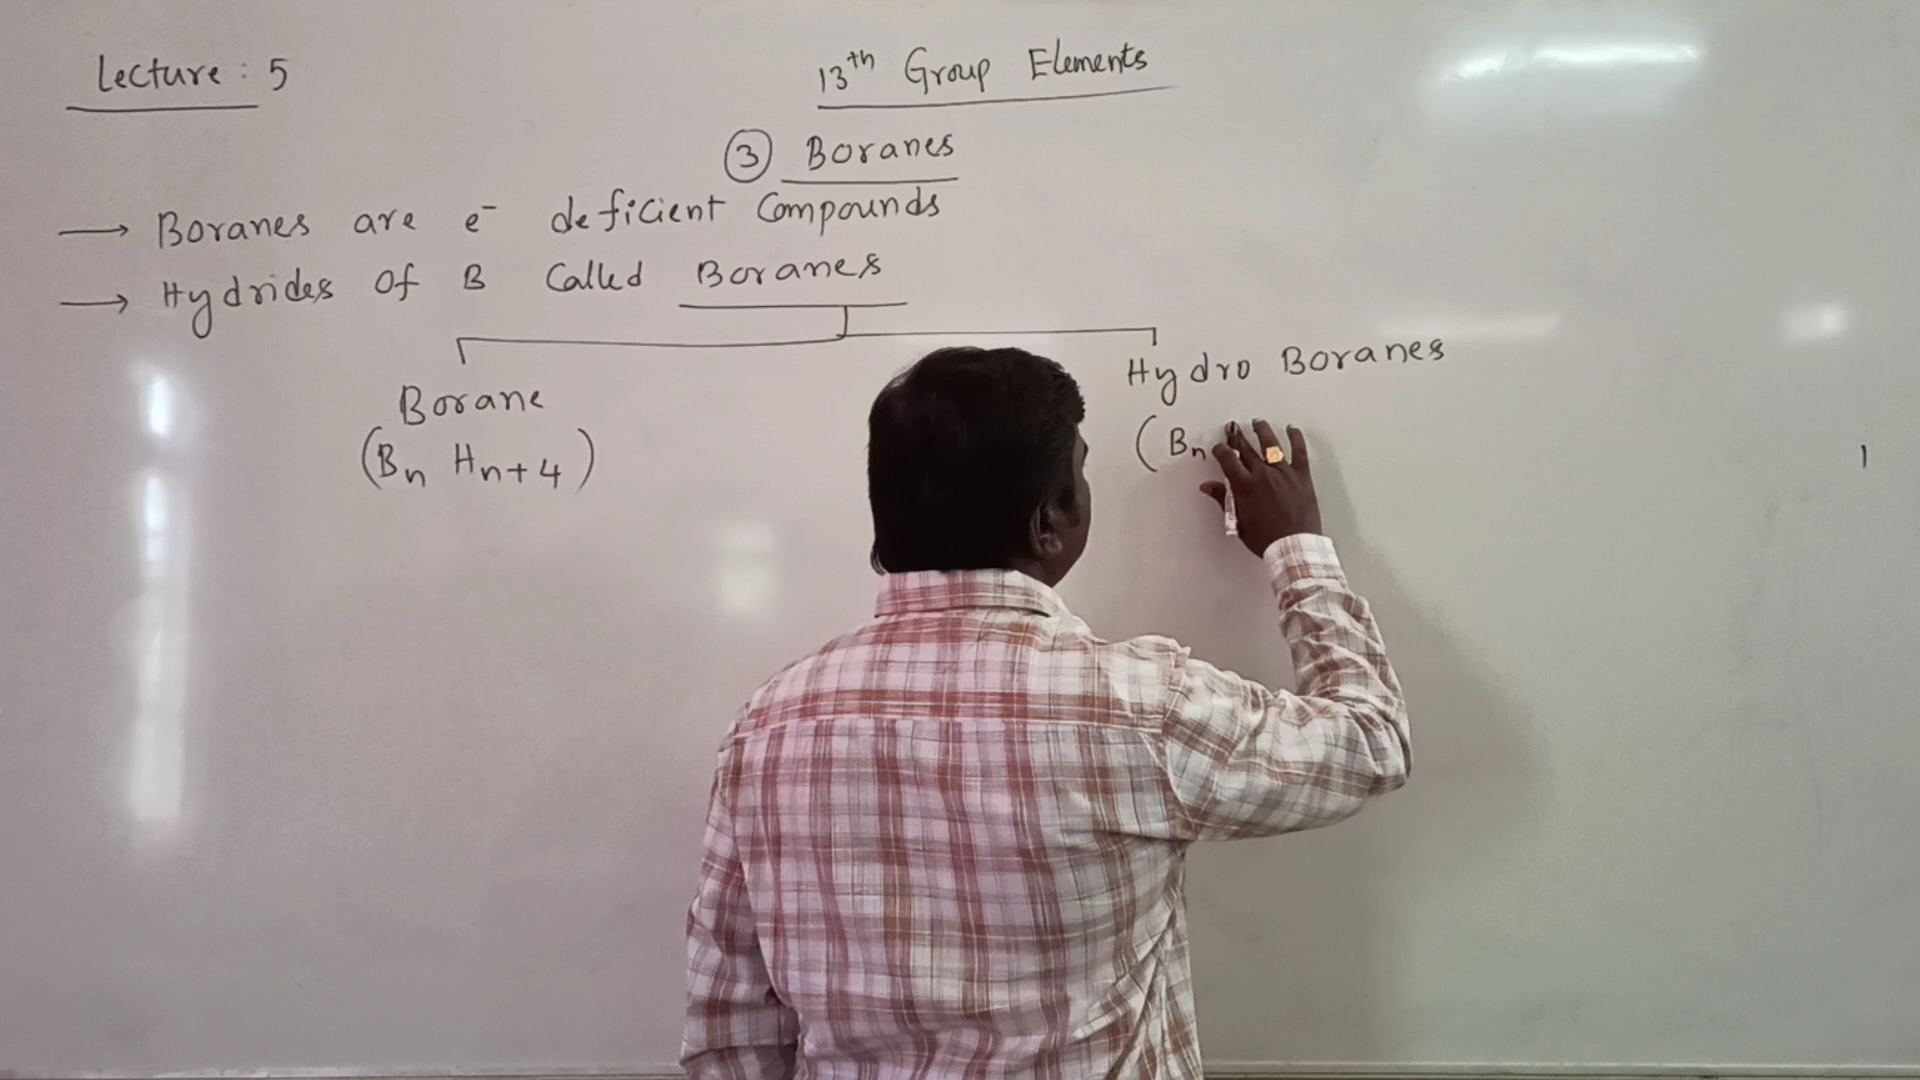 Lecture : 5
13th Group Elements
③ Boranes
→ Boranes are e⁻ deficient Compounds
→ Hydrides Of B Called Boranes
Borane
(Bn Hn+4)
Hydro Boranes
(Bn